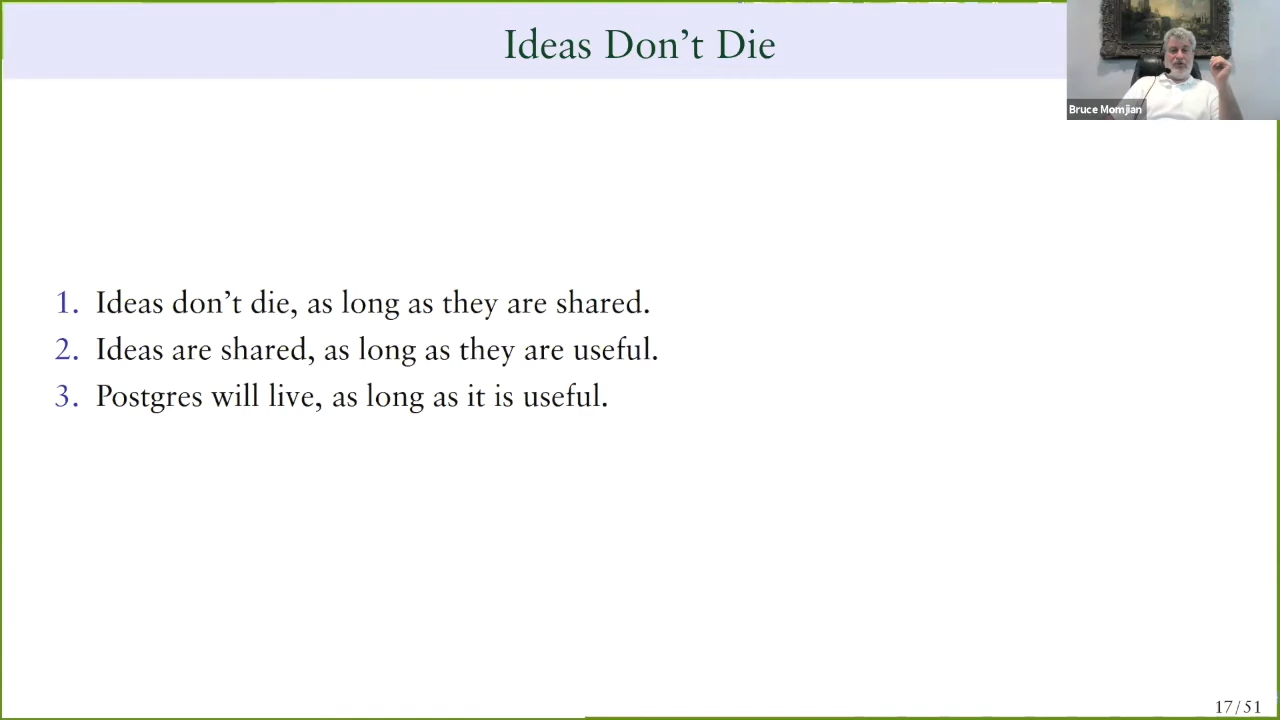 Ideas Don't Die
Bruce Momjian
1. Ideas don't die, as long as they are shared.
2. Ideas are shared, as long as they are useful.
3. Postgres will live, as long as it is useful.
17/51